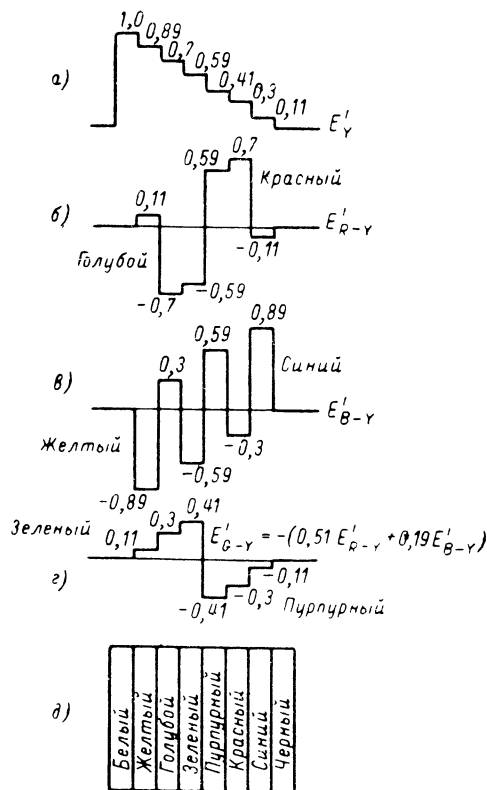 1,0
0,89
0,7
0,59
0,41
0,3
0,11
а)
E'Y
0,59
0,7
Красный
б)
0,11
E'R–Y
Голубой
–0,11
–0,7
–0,59
0,89
0,59
Синий
0,3
в)
E'B–Y
Желтый
–0,3
–0,59
–0,89
0,41
Зеленый
0,3
0,11
E'G–Y = –(0,51 E'R–Y + 0,19E'B–Y)
г)
–0,11
–0,3
–0,41
Пурпурный
д)
Белый
Желтый
Голубой
Зеленый
Пурпурный
Красный
Синий
Черный